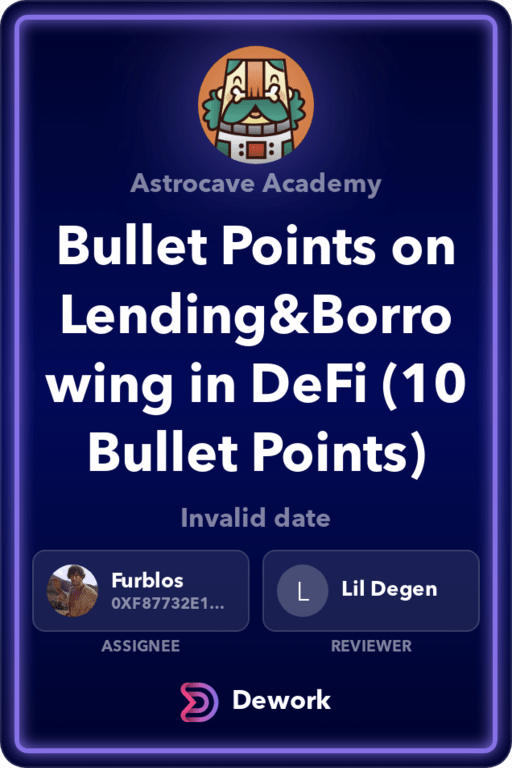 Astrocave Academy
Bullet Points on
Lending&Borro
wing in DeFi (10
Bullet Points)
Invalid date
Furblos
0XF87732E1...
L
Lil Degen
ASSIGNEE
REVIEWER
Dework